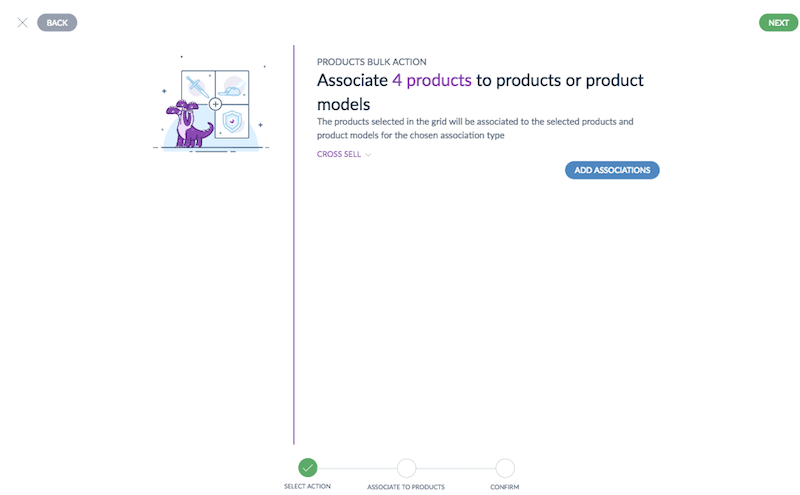 BACK
NEXT
PRODUCTS BULK ACTION
Associate 4 products to products or product
models
The products selected in the grid will be associated to the selected products and
product models for the chosen association type
CROSS SELL
ADD ASSOCIATIONS
SELECT ACTION
ASSOCIATE TO PRODUCTS
CONFIRM